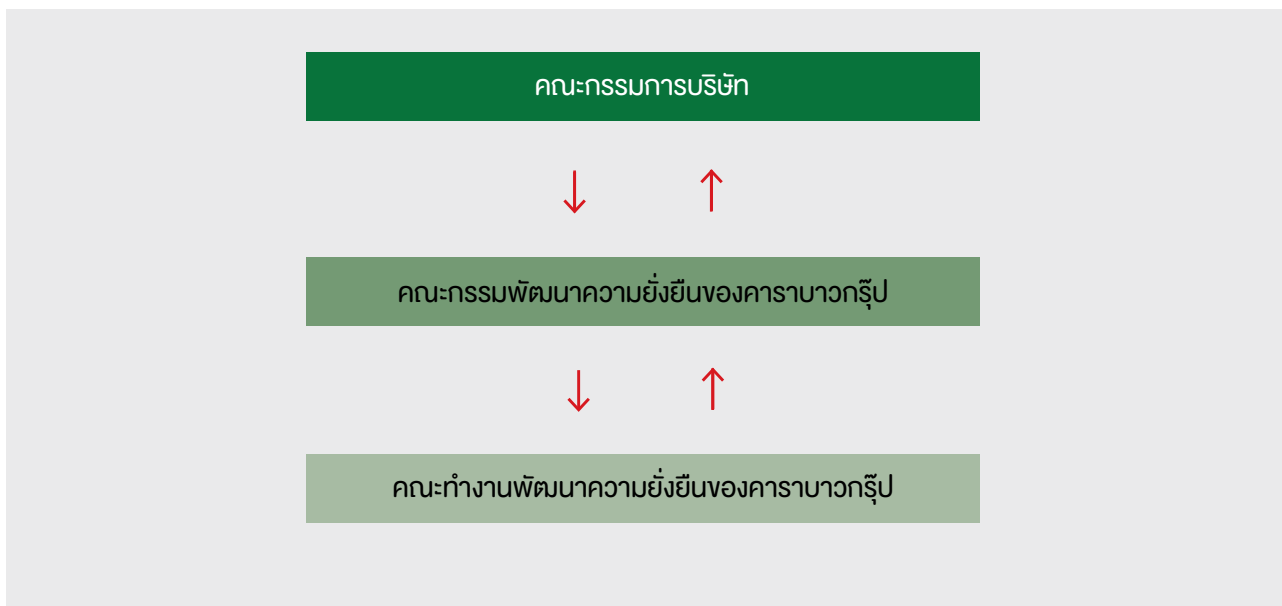 คณะกรรมการบริษัท
คณะกรรมพัฒนาความยั่งยืนของคาราบาวกรุ๊ป
คณะทำงานพัฒนาความยั่งยืนของคาราบาวกรุ๊ป